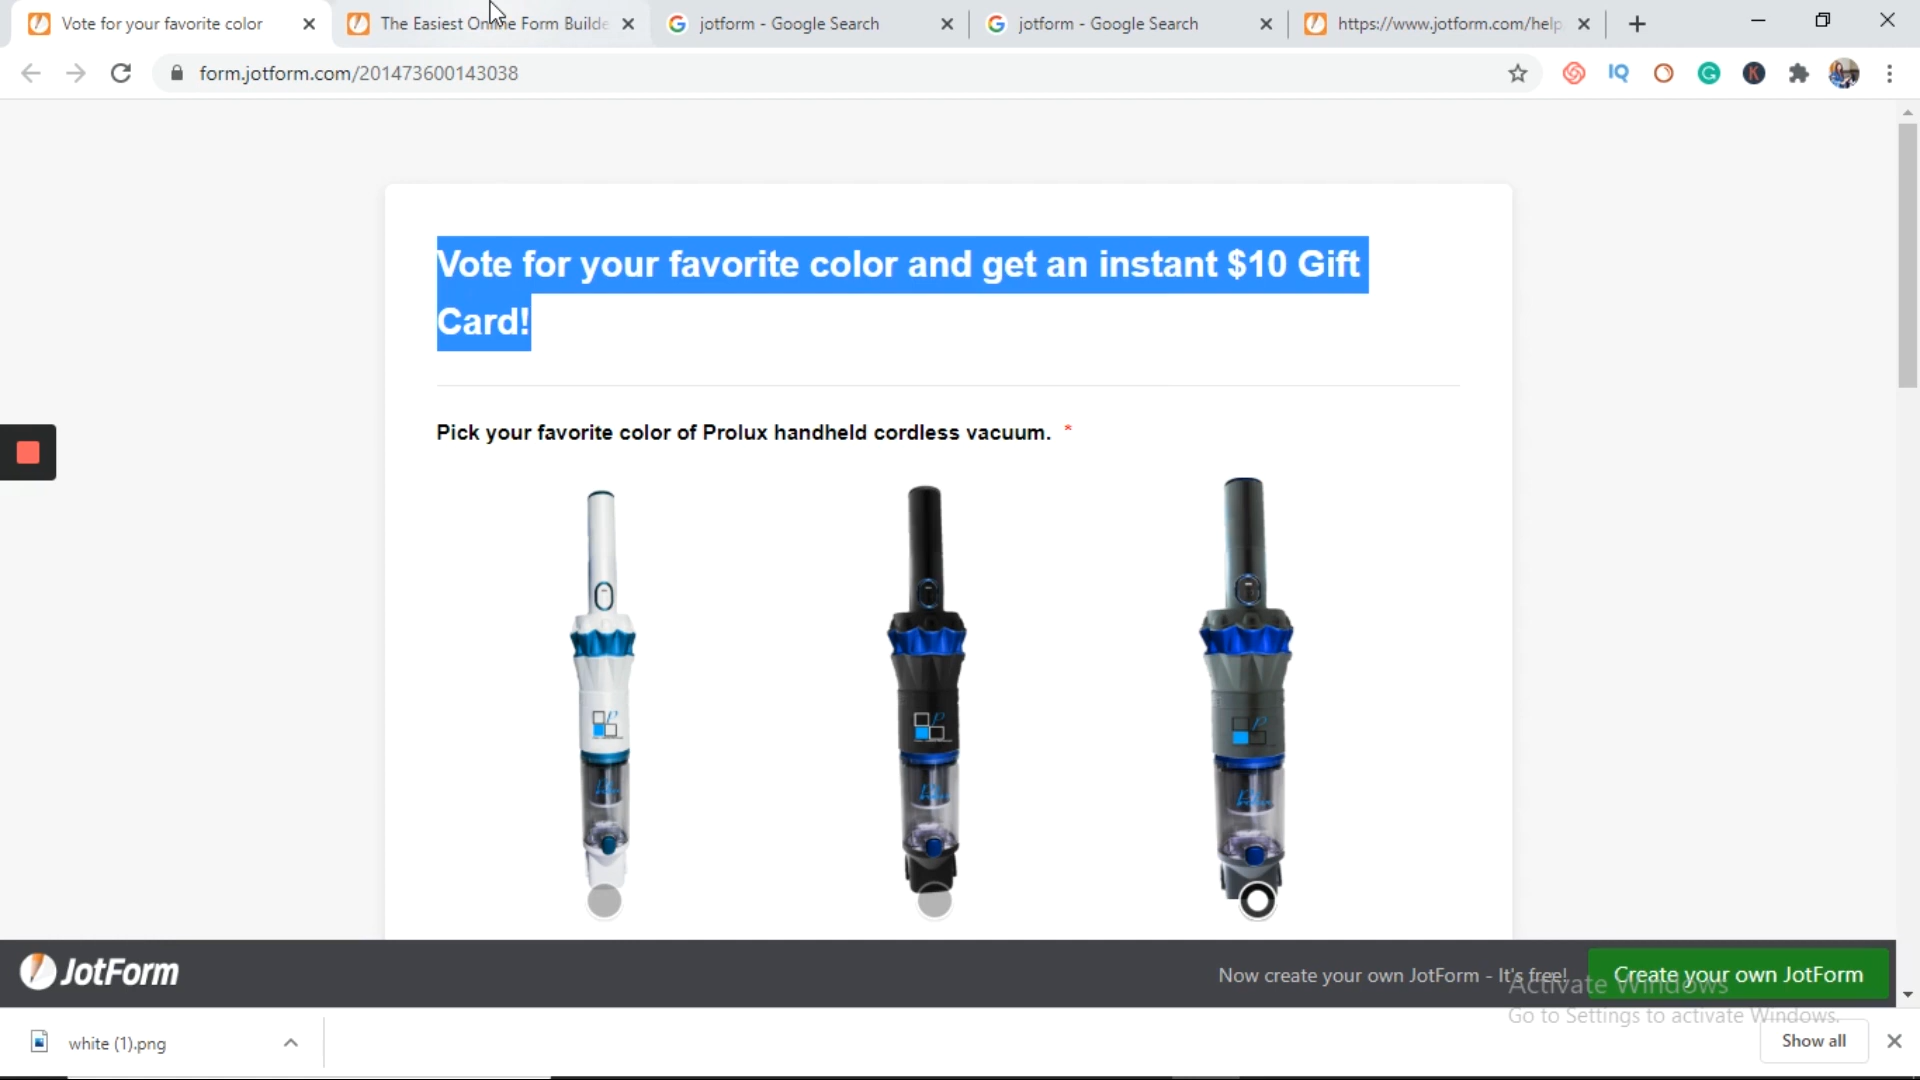 Vote for your favorite color
The Easiest Online Form Builde
jotform - Google Search
jotform - Google Search
https://www.jotform.com/help
form.jotform.com/201473600143038
IQ
G
K
Vote for your favorite color and get an instant $10 Gift
Card!
Pick your favorite color of Prolux handheld cordless vacuum. *
JotForm
Now create your own JotForm - It's free!
Create your own JotForm
Activate Windows
Go to Settings to activate Windows.
white (1).png
Show all